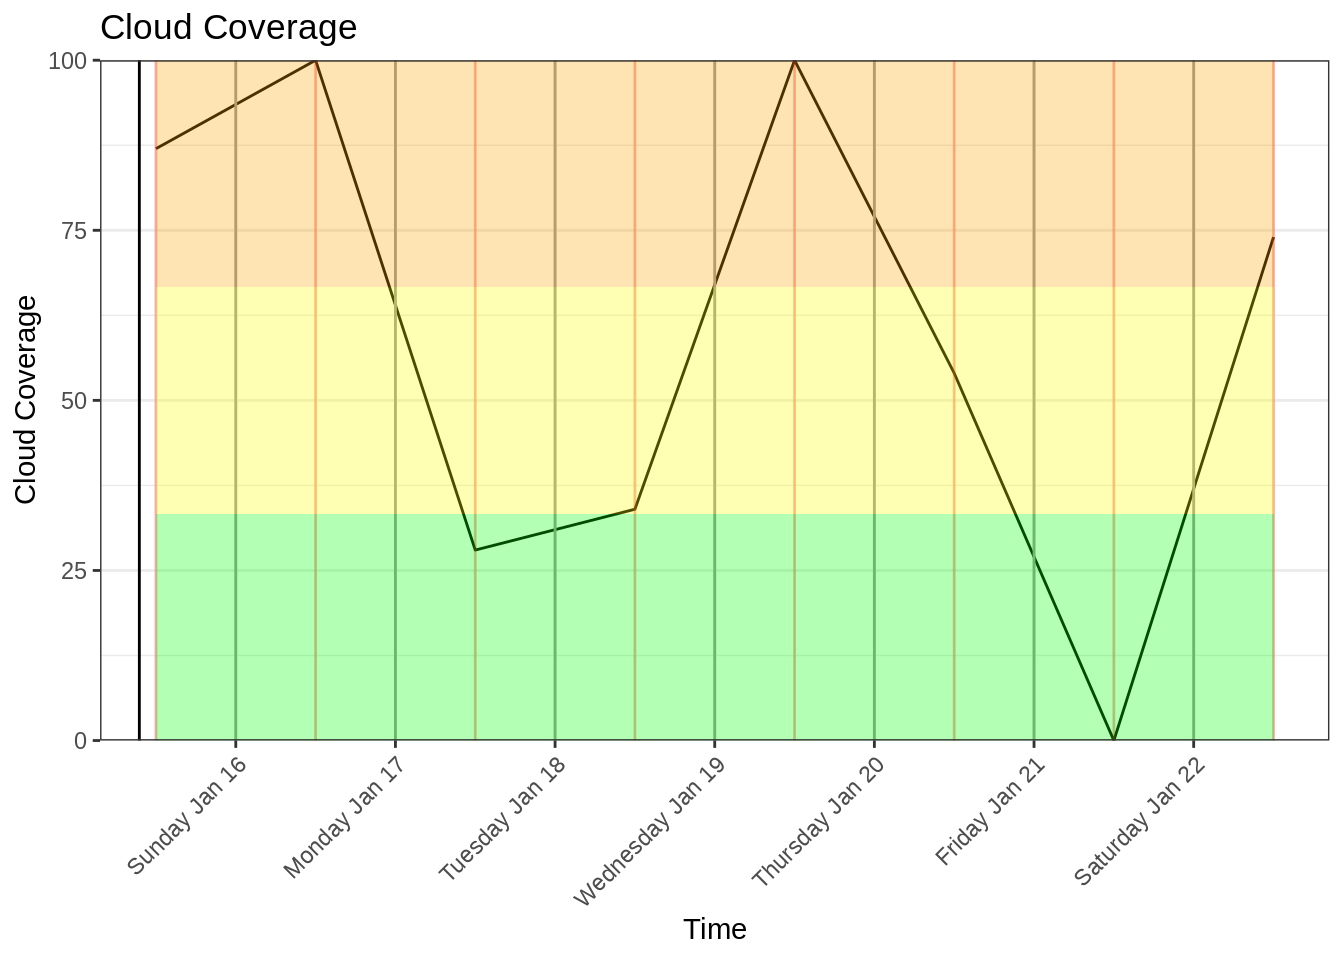 Cloud Coverage
100
75
50
25
0
Cloud Coverage
Sunday Jan 16
Monday Jan 17
Tuesday Jan 18
Wednesday Jan 19
Thursday Jan 20
Friday Jan 21
Saturday Jan 22
Time